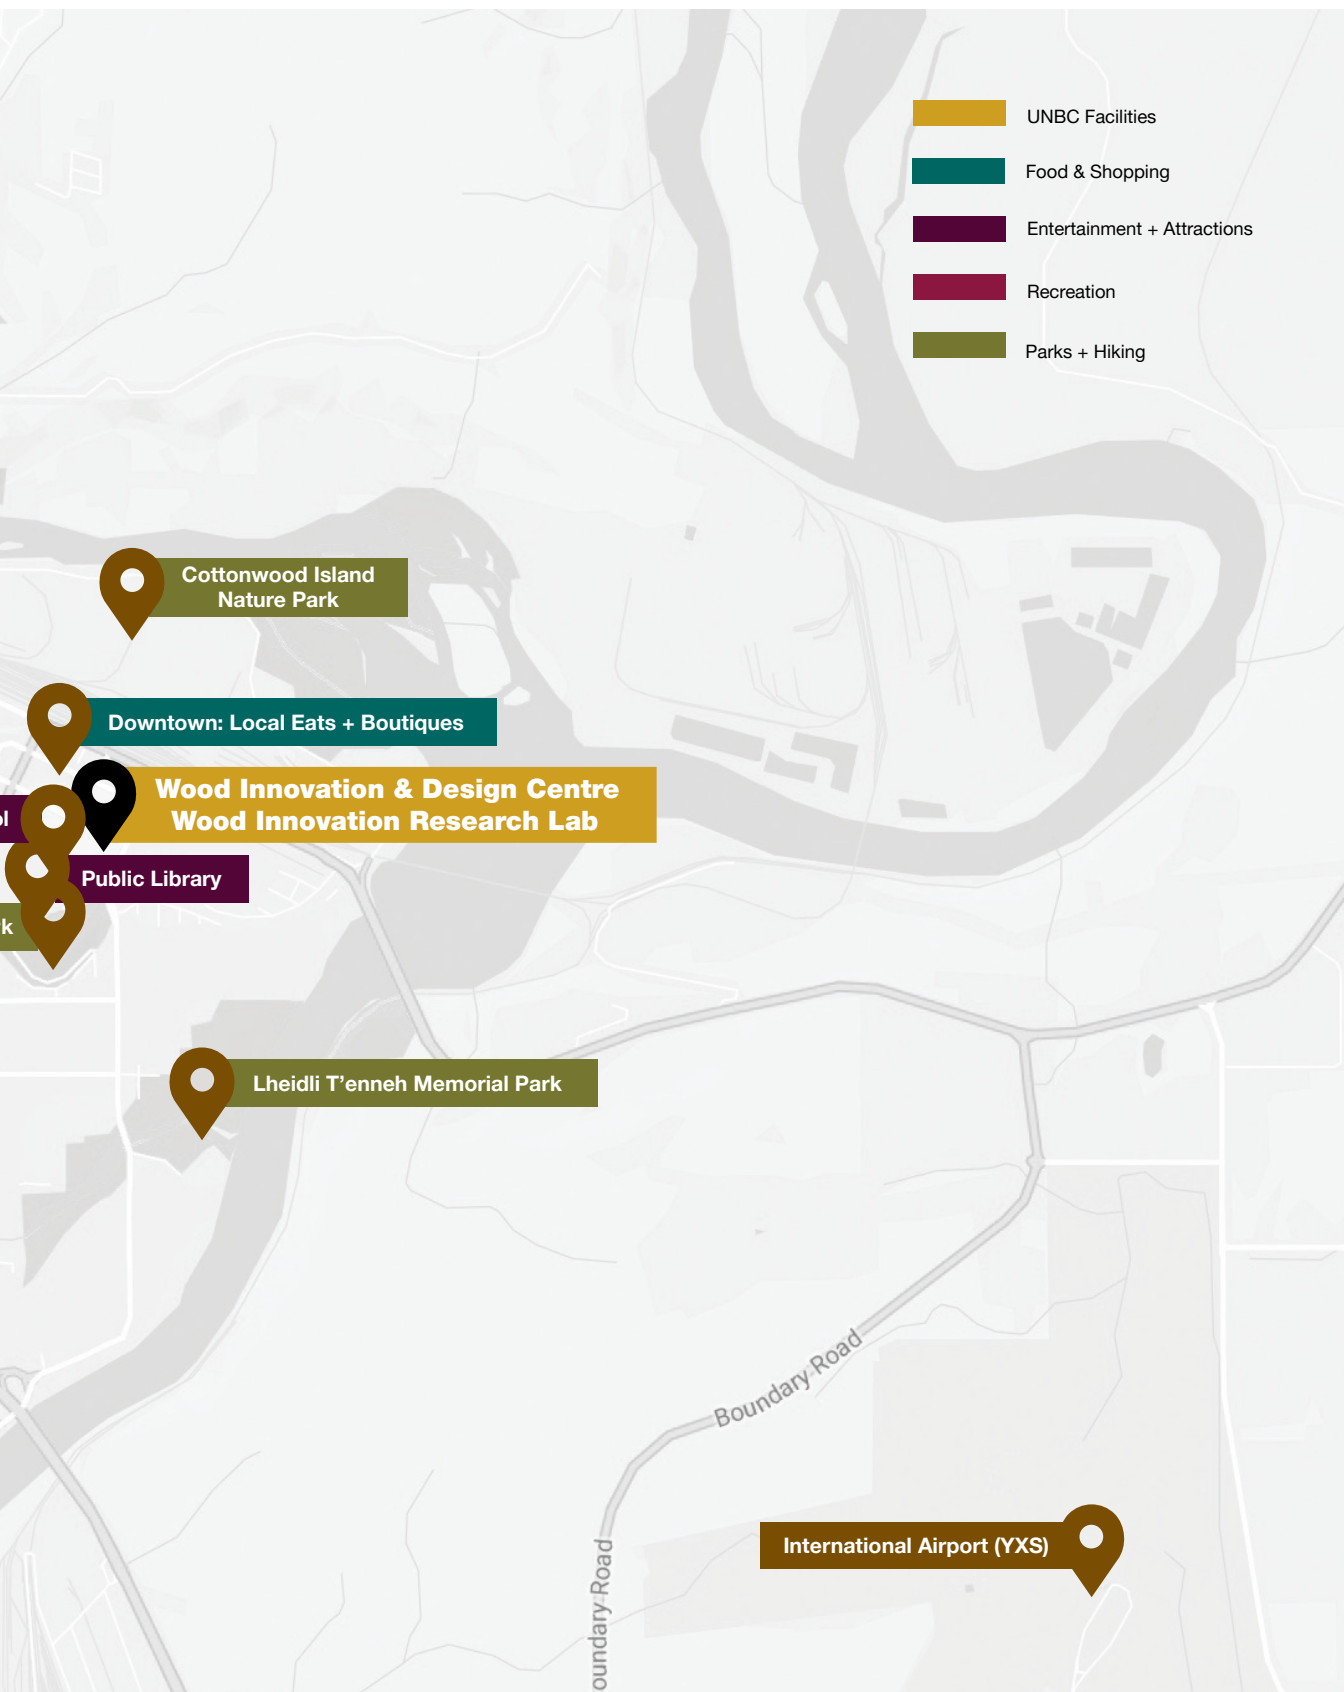 UNBC Facilities
Food & Shopping
Entertainment + Attractions
Recreation
Parks + Hiking
Cottonwood Island
Nature Park
Downtown: Local Eats + Boutiques
Wood Innovation & Design Centre
Wood Innovation Research Lab
Public Library
Lheidli T’enneh Memorial Park
Boundary Road
International Airport (YXS)
oundary Road